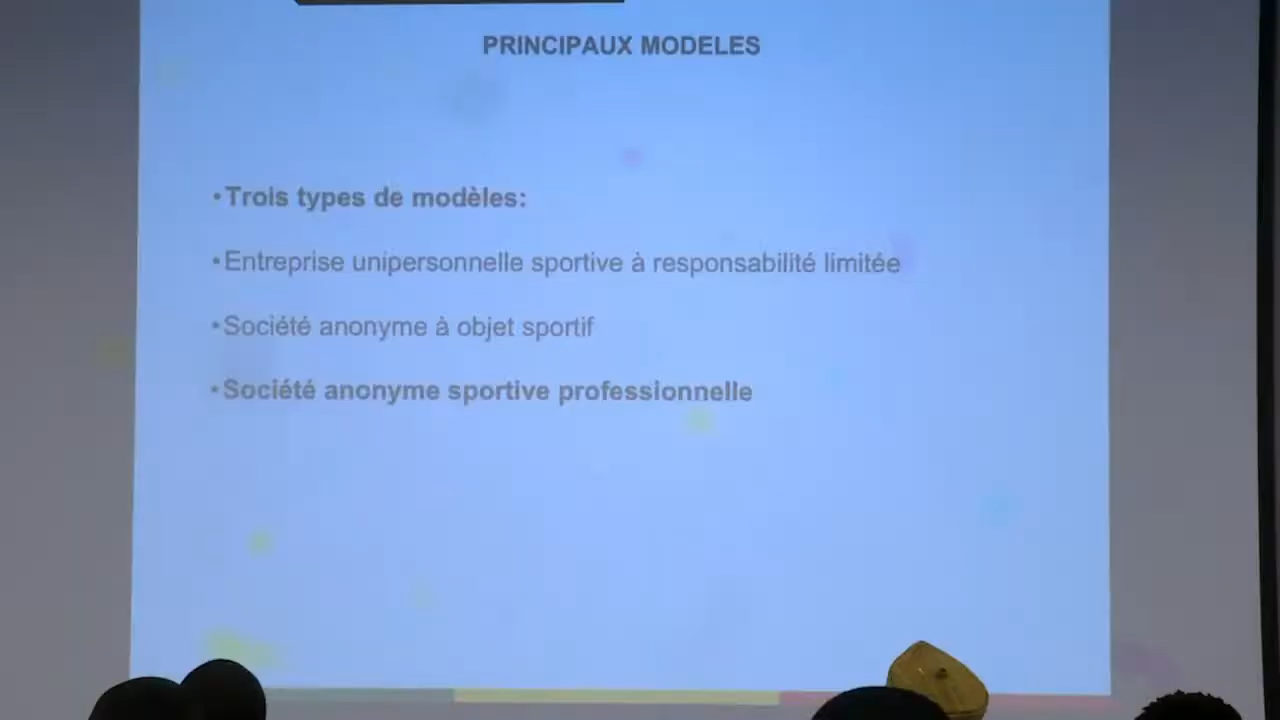 PRINCIPAUX MODELES
•Trois types de modèles:
•Entreprise unipersonnelle sportive à responsabilité limitée
•Société anonyme à objet sportif
•Société anonyme sportive professionnelle